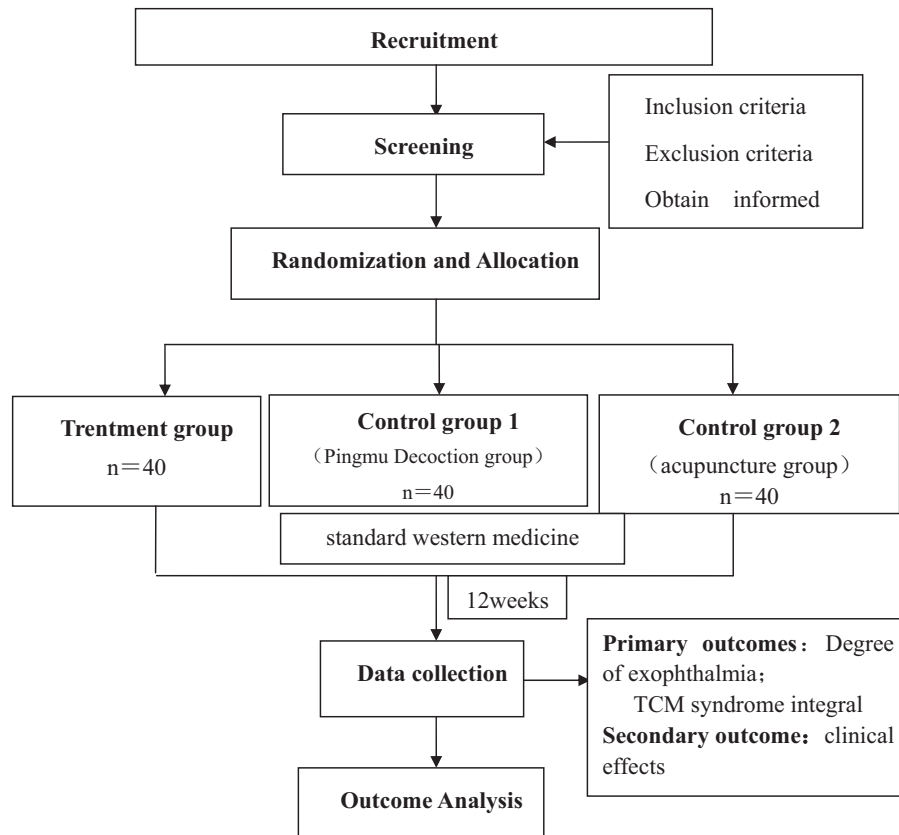 Recruitment
Inclusion criteria
Exclusion criteria
Obtain informed
Screening
Randomization and Allocation
Trentment group
n＝40
Control group 1
（Pingmu Decoction group）
n＝40
Control group 2
（acupuncture group）
n＝40
standard western medicine
12weeks
Data collection
Primary outcomes：Degree
of exophthalmia；
TCM syndrome integral
Secondary outcome：clinical
effects
Outcome Analysis